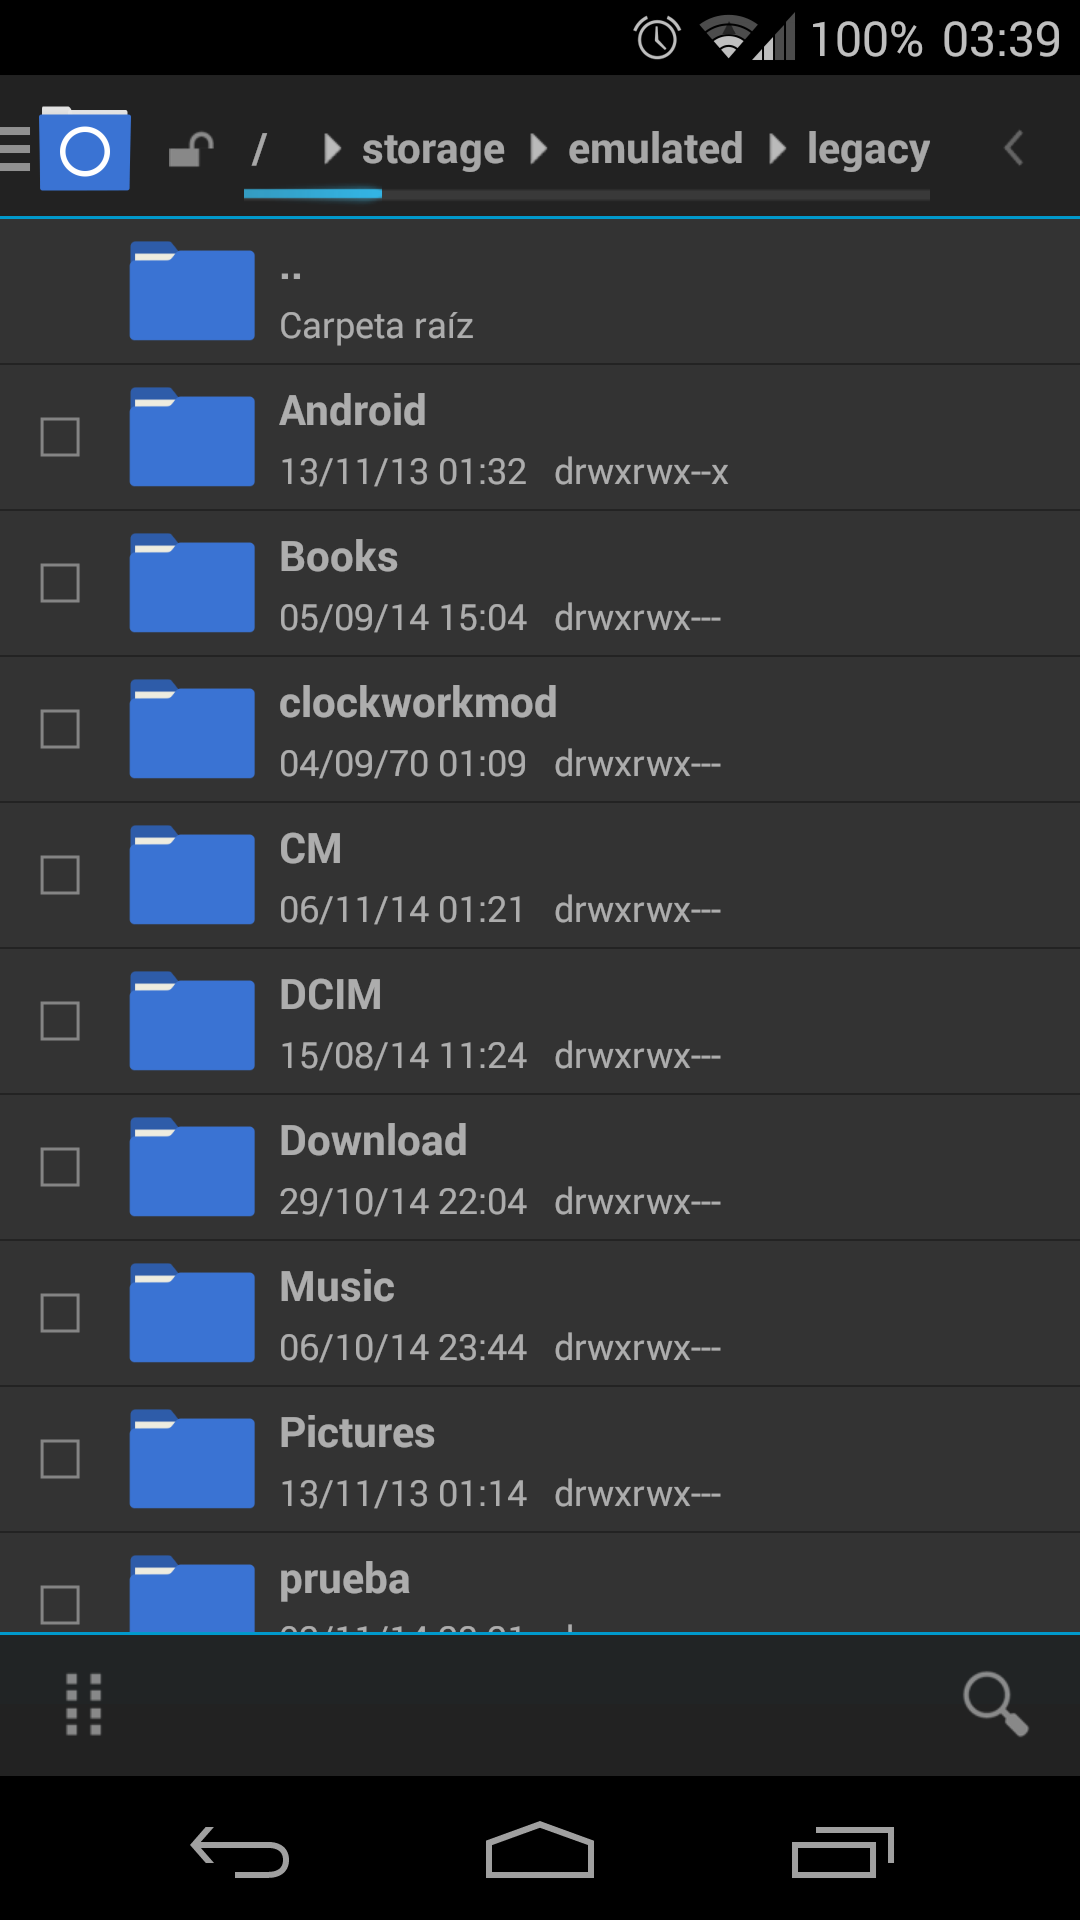 100% 03:39
/ storage emulated legacy
..
Carpeta raíz
Android
13/11/13 01:32 drwxrwx--x
Books
05/09/14 15:04 drwxrwx---
clockworkmod
04/09/70 01:09 drwxrwx---
CM
06/11/14 01:21 drwxrwx---
DCIM
15/08/14 11:24 drwxrwx---
Download
29/10/14 22:04 drwxrwx---
Music
06/10/14 23:44 drwxrwx---
Pictures
13/11/13 01:14 drwxrwx---
prueba